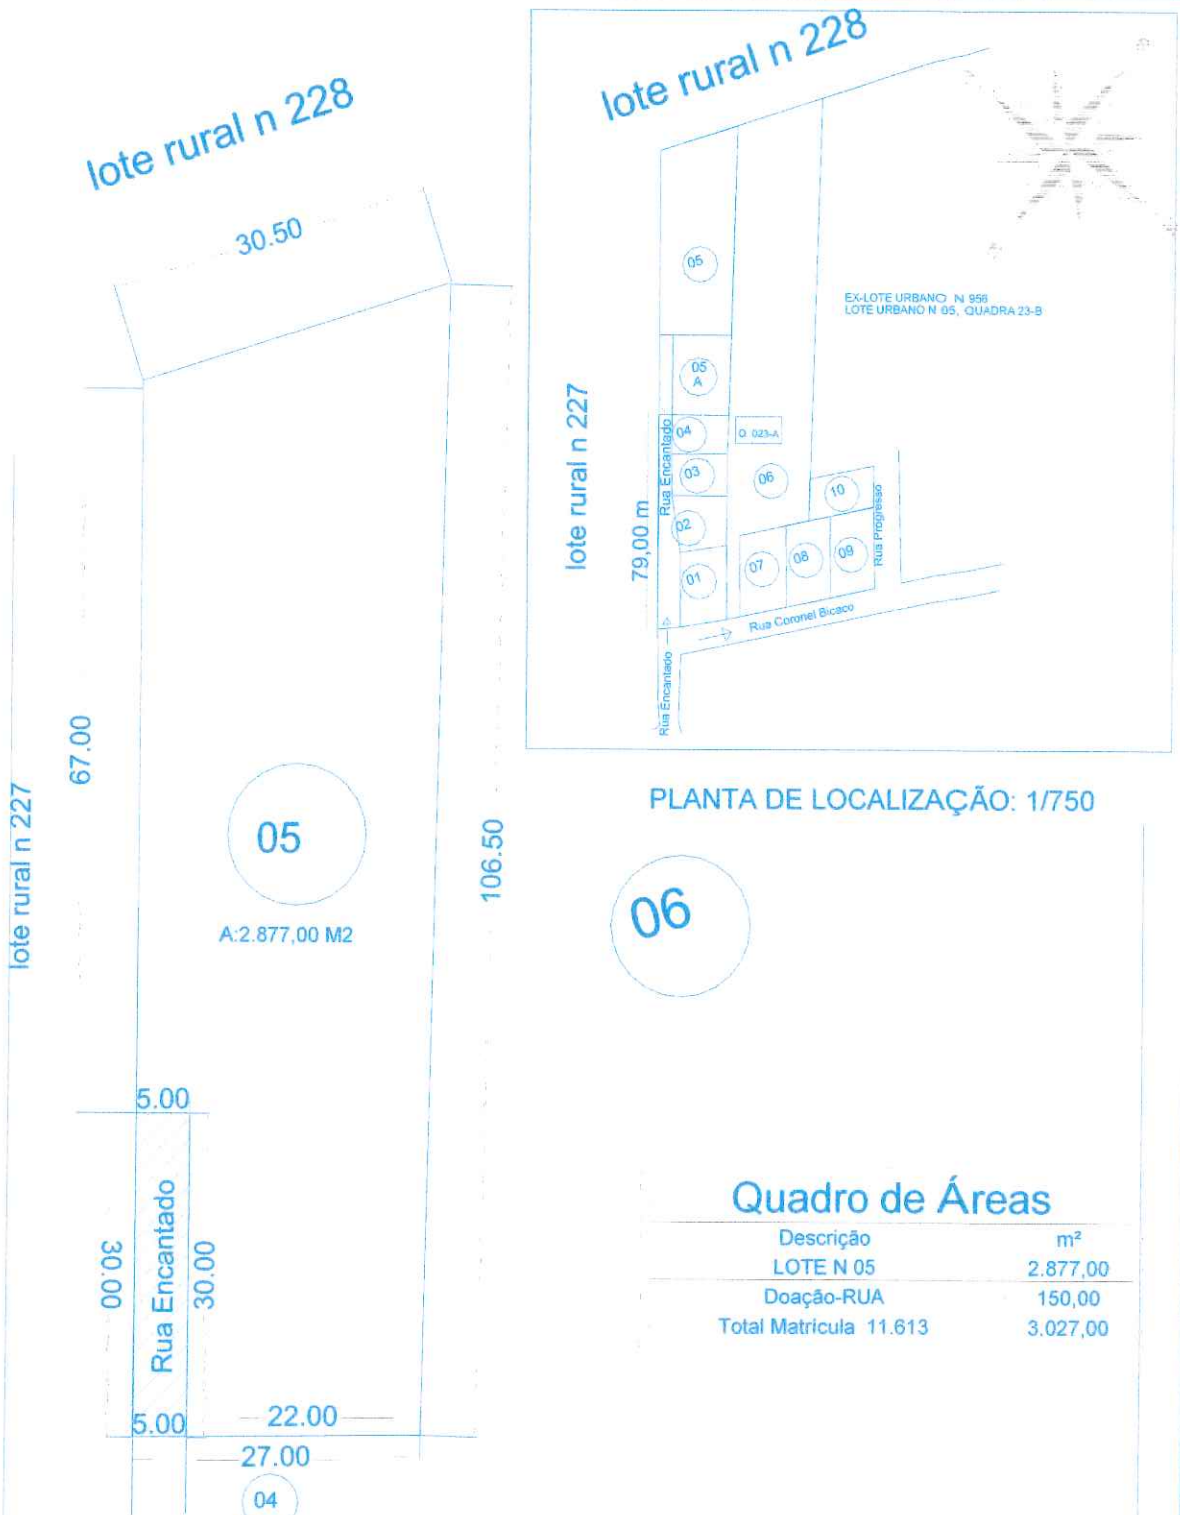 lote rural n 228
30.50
67.00
lote rural n 227
05
A:2.877,00 M2
106.50
5.00
30.00
Rua Encantado
30.00
5.00
22.00
27.00
04
lote rural n 228
05
EX-LOTE URBANO N 956
LOTE URBANO N 05, QUADRA 23-B
lote rural n 227
79,00 m
05
A
Rua Encantado
04
Q 023-A
03
06
10
02
Rua Progresso
01
07
08
09
Rua Coronel Bicaco
Rua Encantado
PLANTA DE LOCALIZAÇÃO: 1/750
06
Quadro de Áreas
Descrição m²
LOTE N 05 2.877,00
Doação-RUA 150,00
Total Matricula 11.613 3.027,00